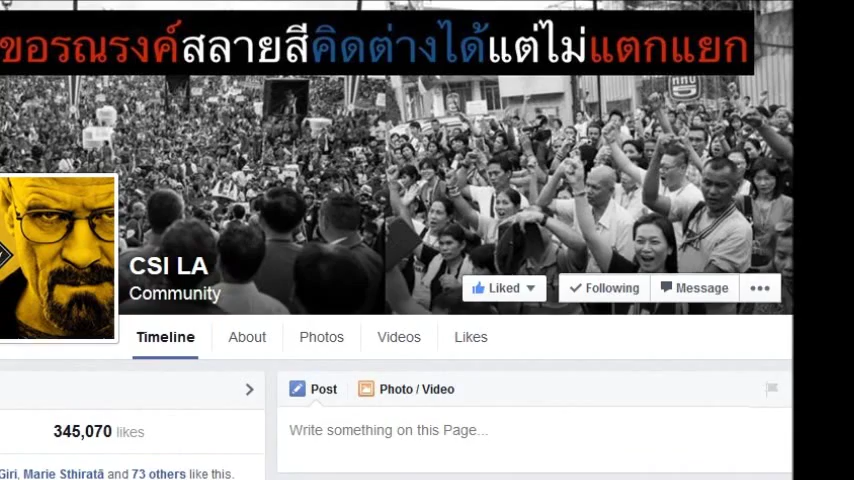 ขอรณรงค์สลายสีคิดต่างได้แต่ไม่แตกแยก
CSI LA
Community
Liked
Following
Message
Timeline
About
Photos
Videos
Likes
Post
Photo / Video
345,070 likes
Write something on this Page...
Giri, Marie Sthiratā and 73 others like this.